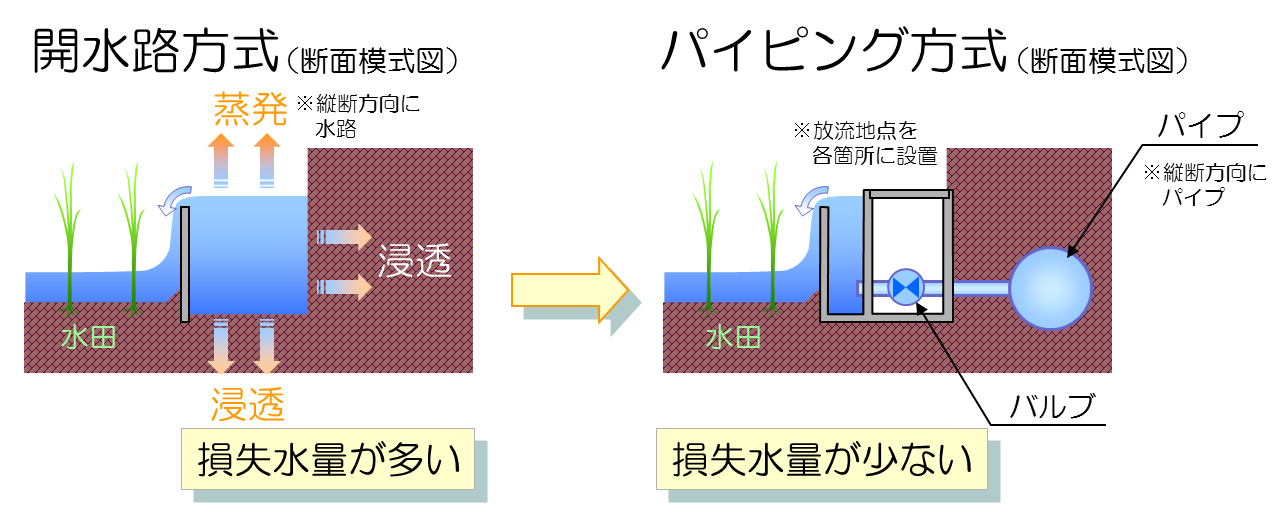 開水路方式(断面模式図)
蒸発
※縦断方向に
水路
浸透
水田
浸透
損失水量が多い
パイピング方式(断面模式図)
※放流地点を
各箇所に設置
パイプ
※縦断方向に
パイプ
水田
バルブ
損失水量が少ない